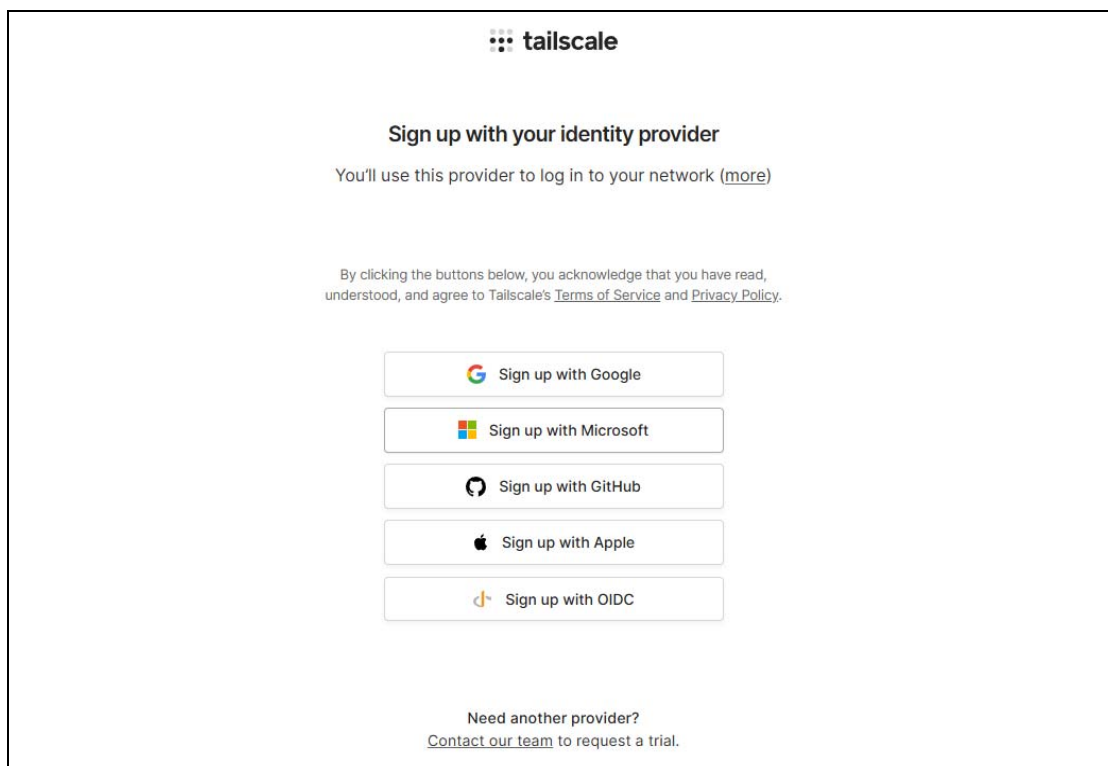 tailscale
Sign up with your identity provider
You'll use this provider to log in to your network (more)
By clicking the buttons below, you acknowledge that you have read,
understood, and agree to Tailscale's Terms of Service and Privacy Policy.
Sign up with Google
Sign up with Microsoft
Sign up with GitHub
Sign up with Apple
Sign up with OIDC
Need another provider?
Contact our team to request a trial.